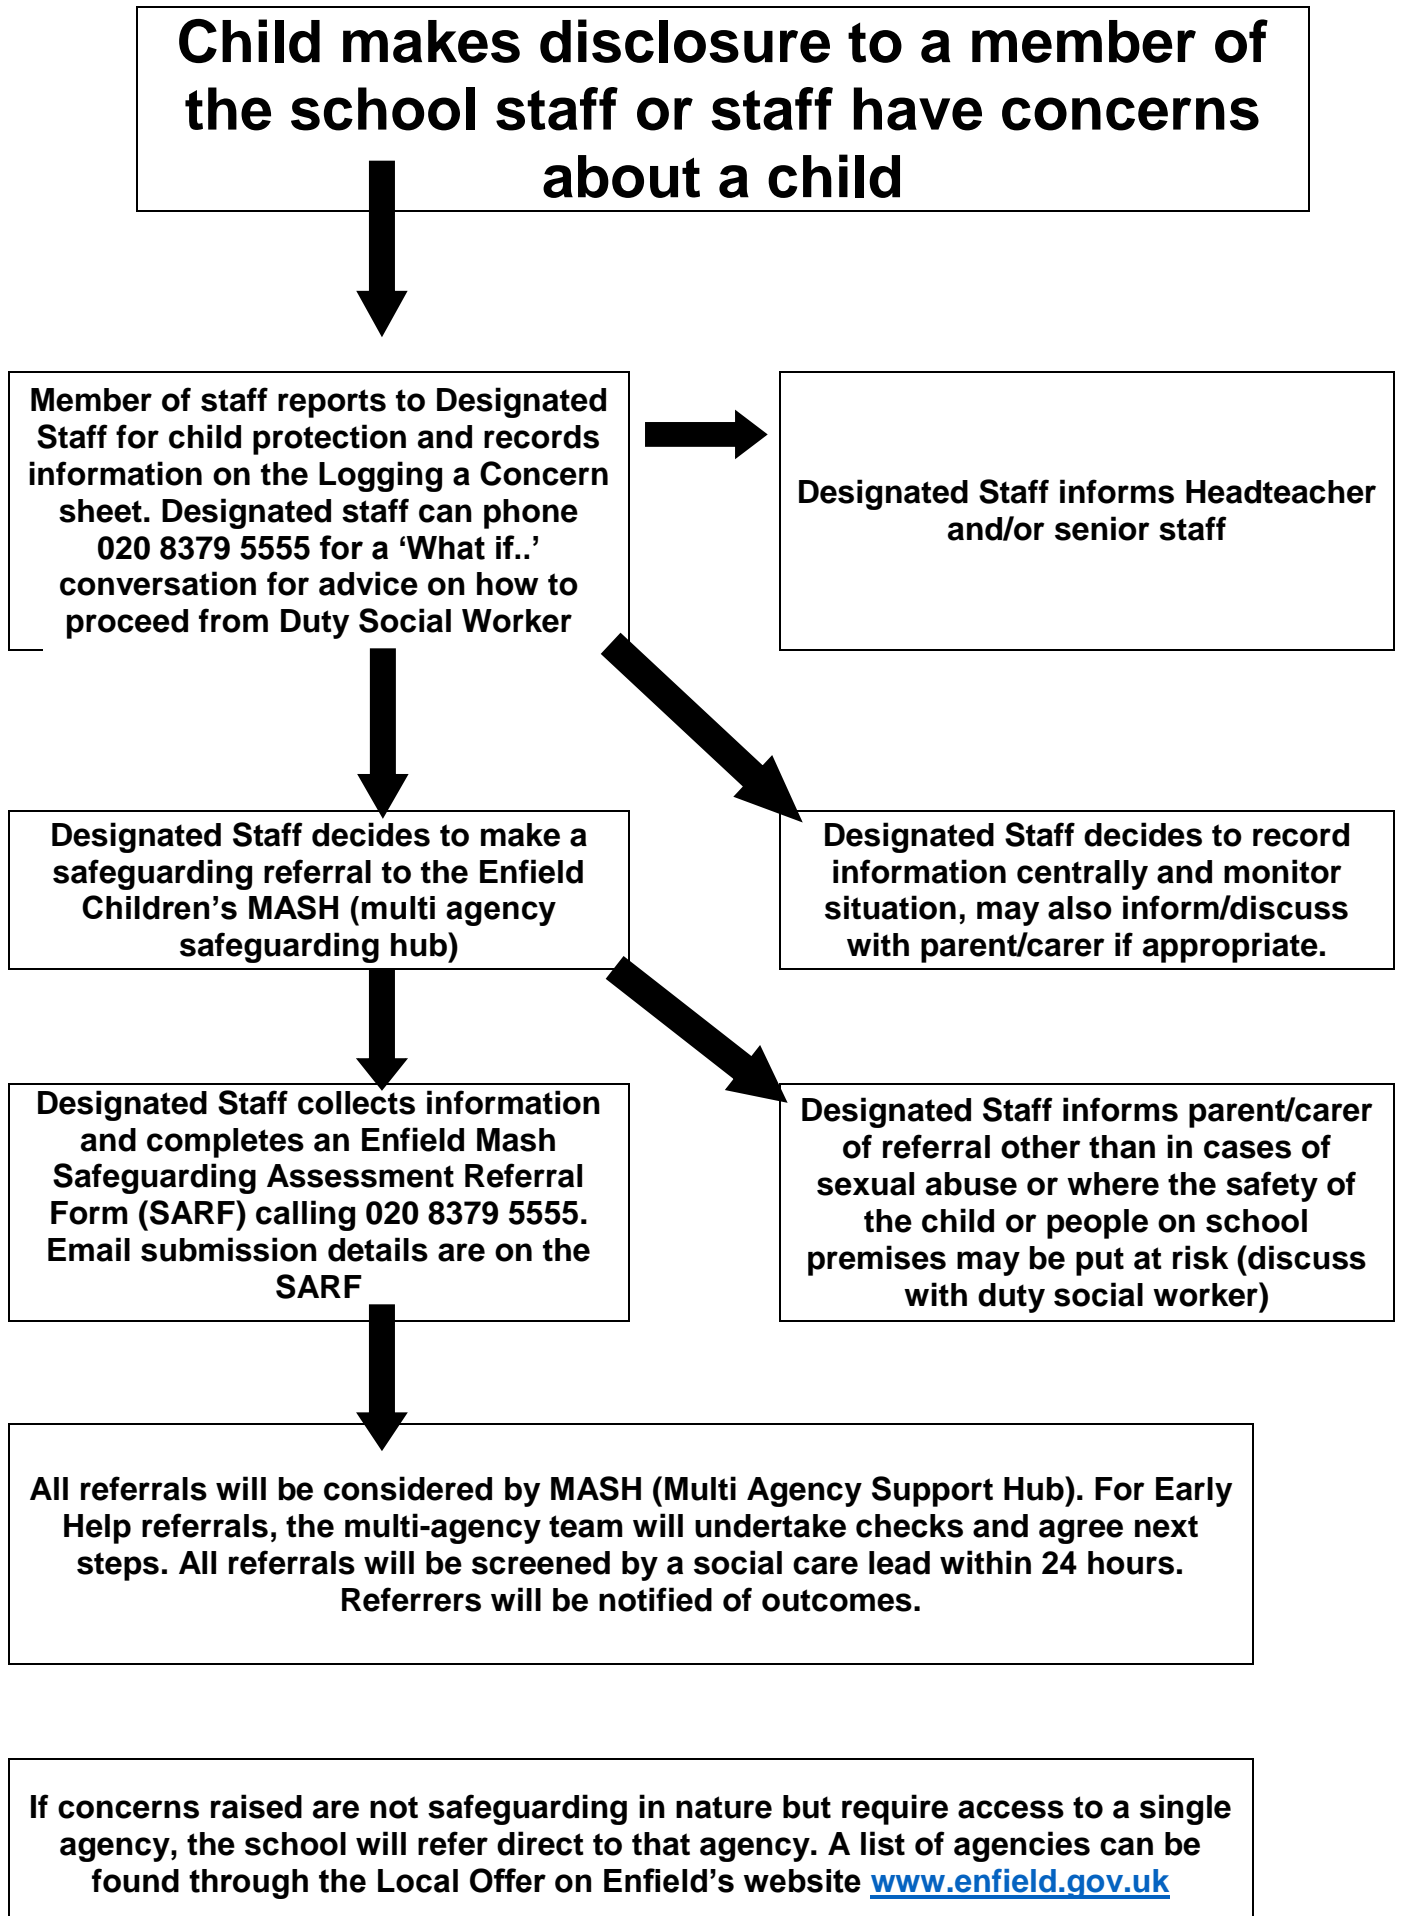 Child makes disclosure to a member of
the school staff or staff have concerns
about a child
Member of staff reports to Designated
Staff for child protection and records
information on the Logging a Concern
sheet. Designated staff can phone
020 8379 5555 for a ‘What if..’
conversation for advice on how to
proceed from Duty Social Worker
Designated Staff informs Headteacher
and/or senior staff
Designated Staff decides to make a
safeguarding referral to the Enfield
Children’s MASH (multi agency
safeguarding hub)
Designated Staff decides to record
information centrally and monitor
situation, may also inform/discuss
with parent/carer if appropriate.
Designated Staff collects information
and completes an Enfield Mash
Safeguarding Assessment Referral
Form (SARF) calling 020 8379 5555.
Email submission details are on the
SARF
Designated Staff informs parent/carer
of referral other than in cases of
sexual abuse or where the safety of
the child or people on school
premises may be put at risk (discuss
with duty social worker)
All referrals will be considered by MASH (Multi Agency Support Hub). For Early
Help referrals, the multi-agency team will undertake checks and agree next
steps. All referrals will be screened by a social care lead within 24 hours.
Referrers will be notified of outcomes.
If concerns raised are not safeguarding in nature but require access to a single
agency, the school will refer direct to that agency. A list of agencies can be
found through the Local Offer on Enfield’s website www.enfield.gov.uk